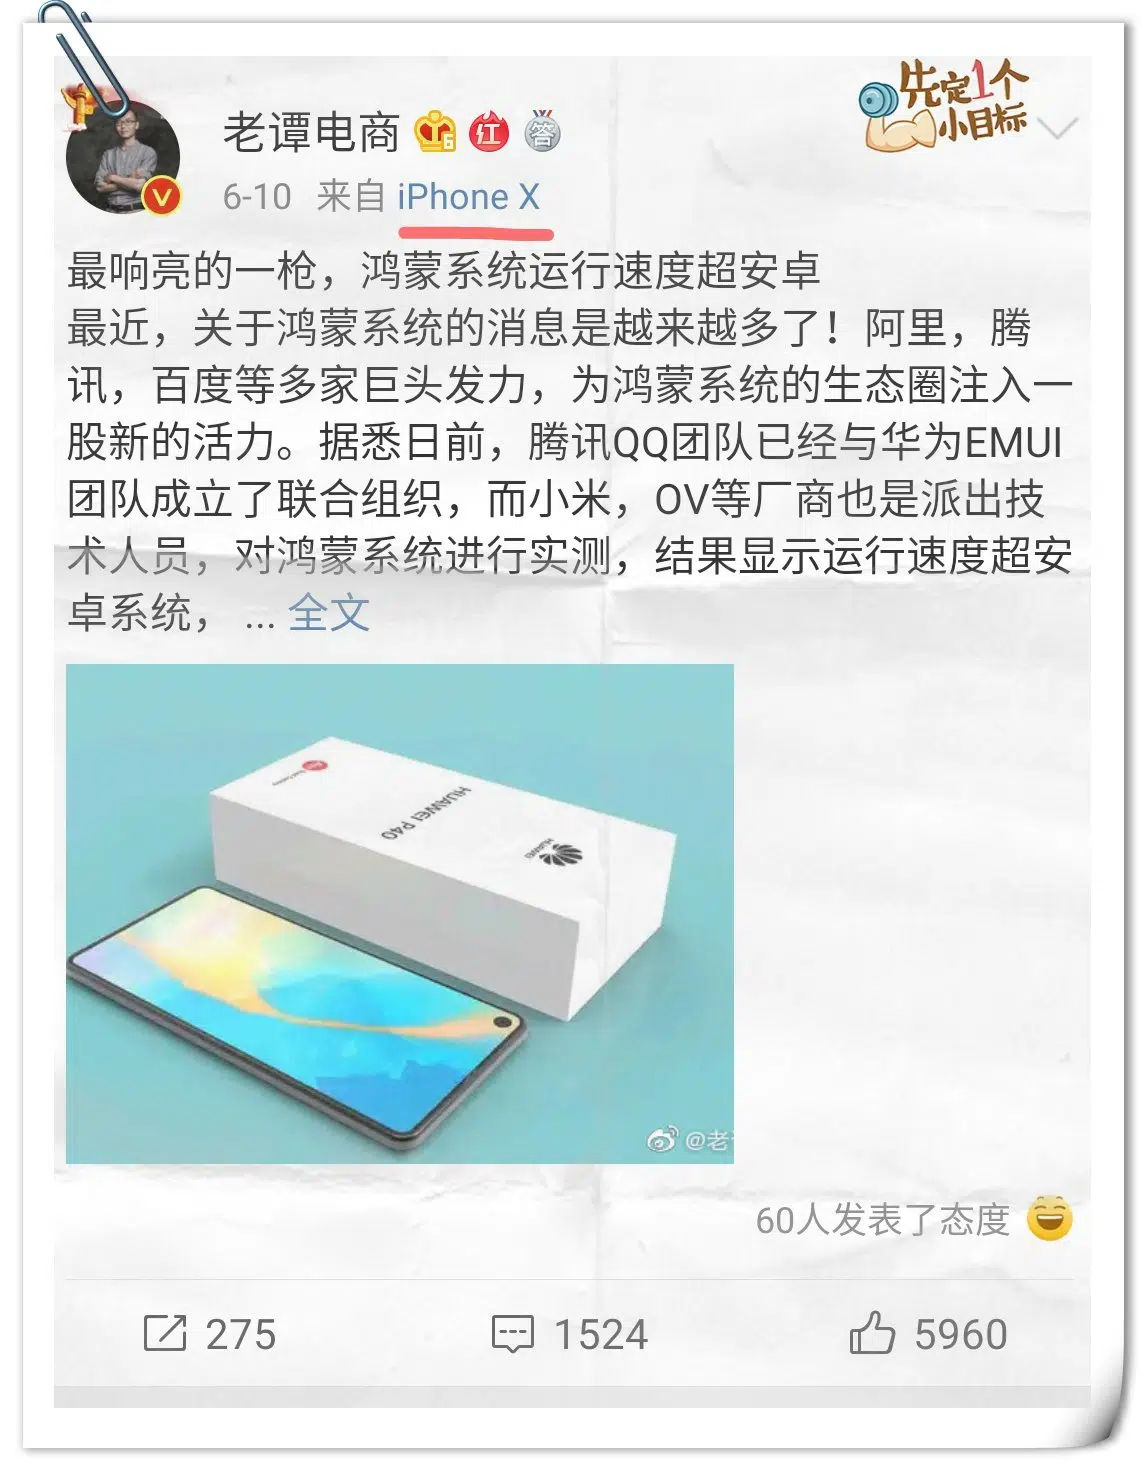 老谭电商
先定1个
小目标
6-10 来自 iPhone X
最响亮的一枪，鸿蒙系统运行速度超安卓
最近，关于鸿蒙系统的消息是越来越多了！阿里，腾
讯，百度等多家巨头发力，为鸿蒙系统的生态圈注入一
股新的活力。据悉日前，腾讯QQ团队已经与华为EMUI
团队成立了联合组织，而小米，OV等厂商也是派出技
术人员，对鸿蒙系统进行实测，结果显示运行速度超安
卓系统， ... 全文
HUAWEI P40
HUAWEI
@老
60人发表了态度
275 1524 5960